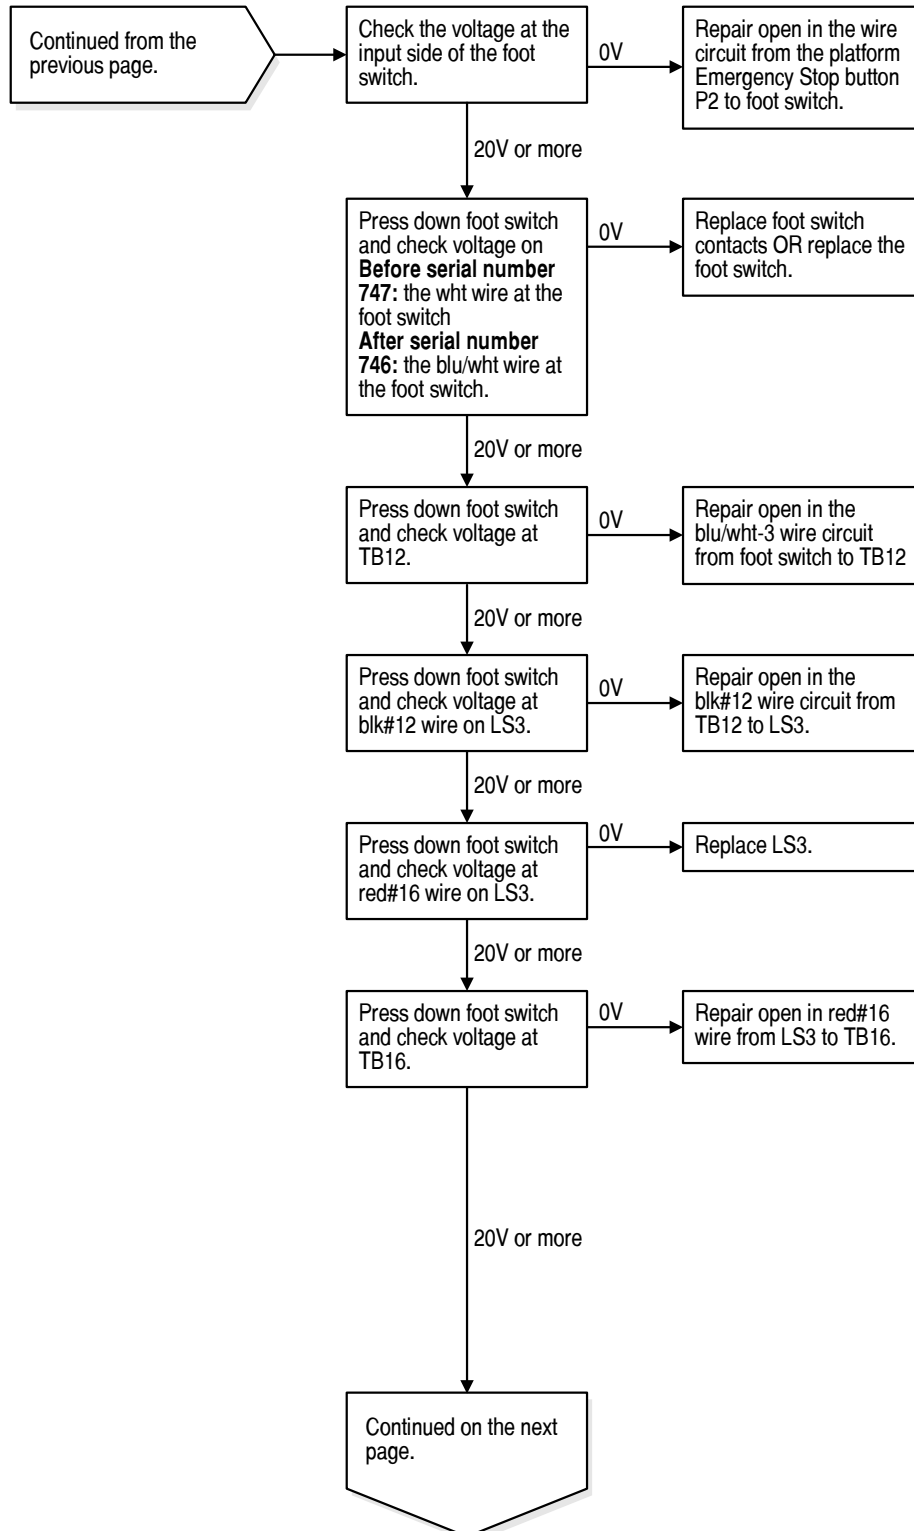 Continued from the
previous page.
Check the voltage at the
input side of the foot
switch.
0V
Repair open in the wire
circuit from the platform
Emergency Stop button
P2 to foot switch.
20V or more
Press down foot switch
and check voltage on
Before serial number
747: the wht wire at the
foot switch
After serial number
746: the blu/wht wire at
the foot switch.
0V
Replace foot switch
contacts OR replace the
foot switch.
20V or more
Press down foot switch
and check voltage at
TB12.
0V
Repair open in the
blu/wht-3 wire circuit
from foot switch to TB12
20V or more
Press down foot switch
and check voltage at
blk#12 wire on LS3.
0V
Repair open in the
blk#12 wire circuit from
TB12 to LS3.
20V or more
Press down foot switch
and check voltage at
red#16 wire on LS3.
0V
Replace LS3.
20V or more
Press down foot switch
and check voltage at
TB16.
0V
Repair open in red#16
wire from LS3 to TB16.
20V or more
Continued on the next
page.